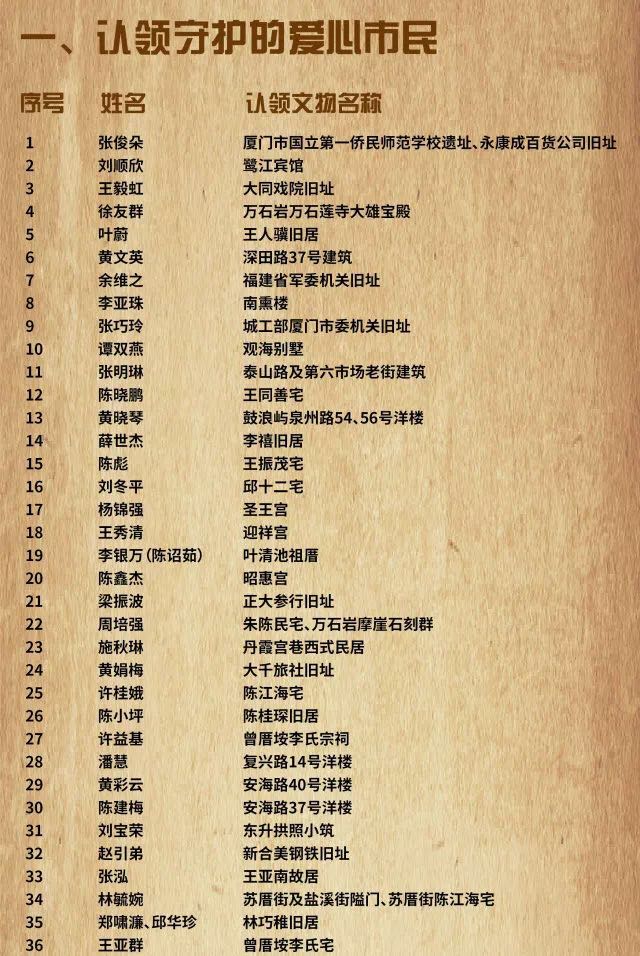 一、认领守护的爱心市民
序号 姓名 认领文物名称
1 张俊朵 厦门市国立第一侨民师范学校遗址、永康成百货公司旧址
2 刘顺欣 鹭江宾馆
3 王毅虹 大同戏院旧址
4 徐友群 万石岩万石莲寺大雄宝殿
5 叶蔚 王人骥旧居
6 黄文英 深田路37号建筑
7 余维之 福建省军委机关旧址
8 李亚珠 南熏楼
9 张巧玲 城工部厦门市委机关旧址
10 谭双燕 观海别墅
11 张明琳 泰山路及第六市场老街建筑
12 陈晓鹏 王同善宅
13 黄晓琴 鼓浪屿泉州路54、56号洋楼
14 薛世杰 李禧旧居
15 陈彪 王振茂宅
16 刘冬平 邱十二宅
17 杨锦强 圣王宫
18 王秀清 迎祥宫
19 李银万（陈诏茹） 叶清池祖厝
20 陈鑫杰 昭惠宫
21 梁振波 正大参行旧址
22 周培强 朱陈民宅、万石岩摩崖石刻群
23 施秋琳 丹霞宫巷西式民居
24 黄娟梅 大千旅社旧址
25 许桂娥 陈江海宅
26 陈小坪 陈桂琛旧居
27 许益基 曾厝垵李氏宗祠
28 潘慧 复兴路14号洋楼
29 黄彩云 安海路40号洋楼
30 陈建梅 安海路37号洋楼
31 刘宝荣 东升拱照小筑
32 赵引弟 新合美钢铁旧址
33 张泓 王亚南故居
34 林毓婉 苏厝街及盐溪街隘门、苏厝街陈江海宅
35 郑啸濂、邱华珍 林巧稚旧居
36 王亚群 曾厝垵李氏宅